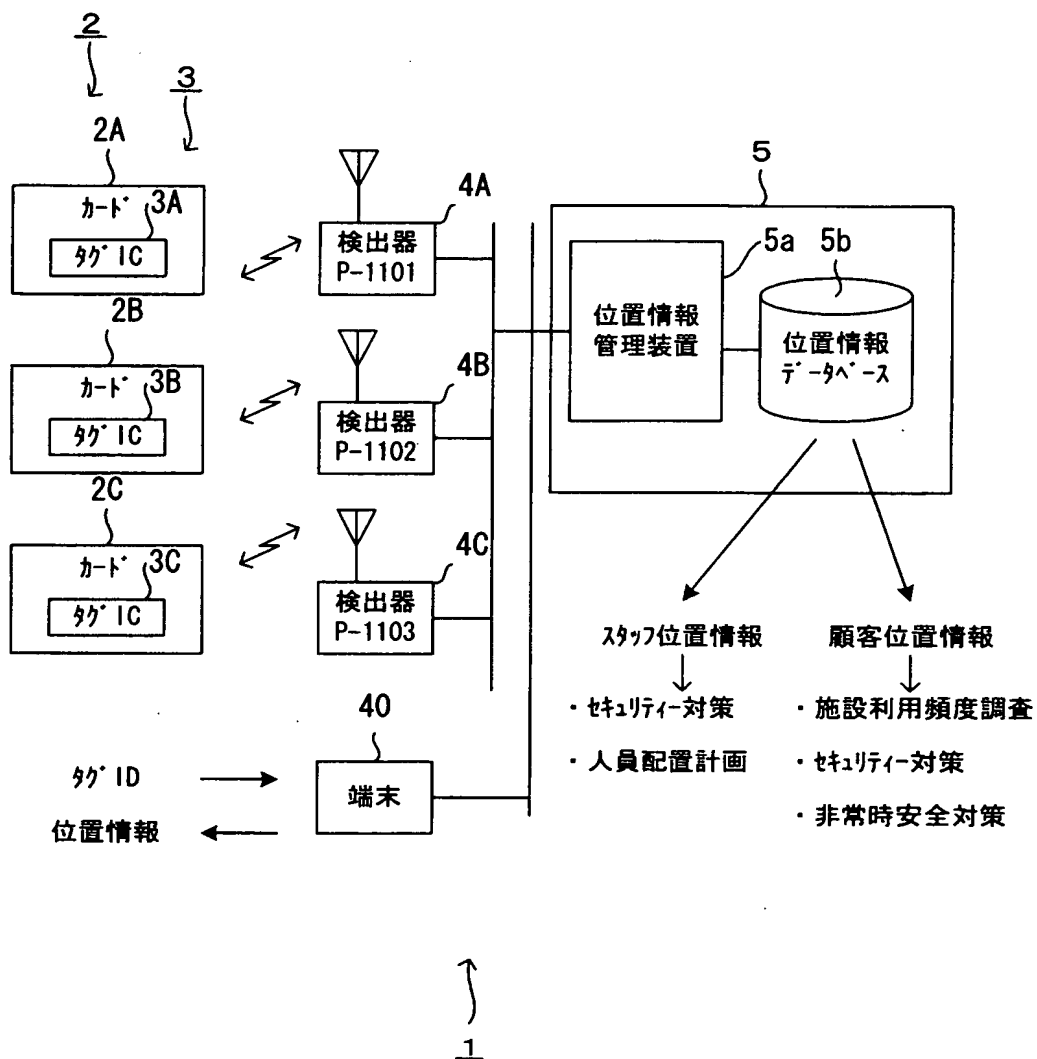 2
3
2A
カード
3A
タグIC
2B
カード
3B
タグIC
2C
カード
3C
タグIC
4A
検出器
P-1101
4B
検出器
P-1102
4C
検出器
P-1103
5
5a
位置情報
管理装置
5b
位置情報
データベース
スタッフ位置情報
・セキュリティー対策
・人員配置計画
顧客位置情報
・施設利用頻度調査
・セキュリティー対策
・非常時安全対策
40
端末
タグID
位置情報
1